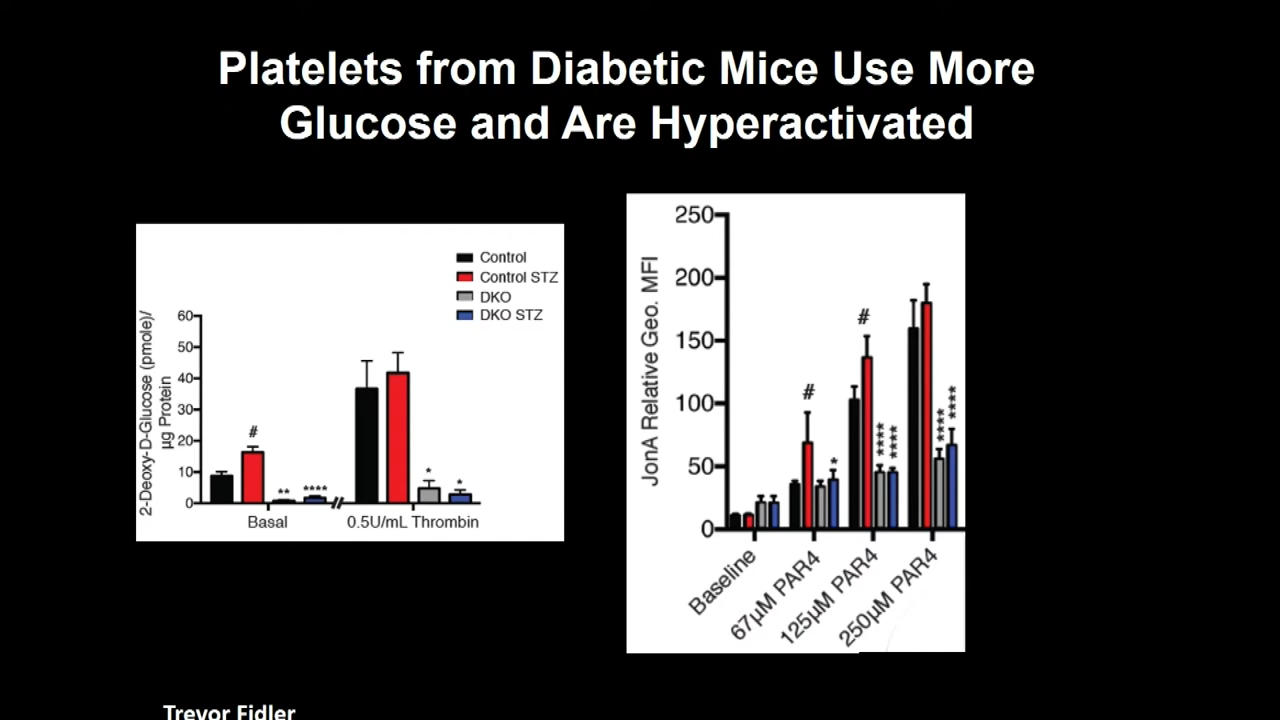 Platelets from Diabetic Mice Use More
Glucose and Are Hyperactivated
Control
Control STZ
DKO
DKO STZ
2-Deoxy-D-Glucose (pmole)/
µg Protein
60
50
40
30
20
10
0
#
**
****
*
*
Basal
0.5U/mL Thrombin
JonA Relative Geo. MFI
250
200
150
100
50
0
#
*
#
****
****
****
****
Baseline
67µM PAR4
125µM PAR4
250µM PAR4
Trevor Fidler